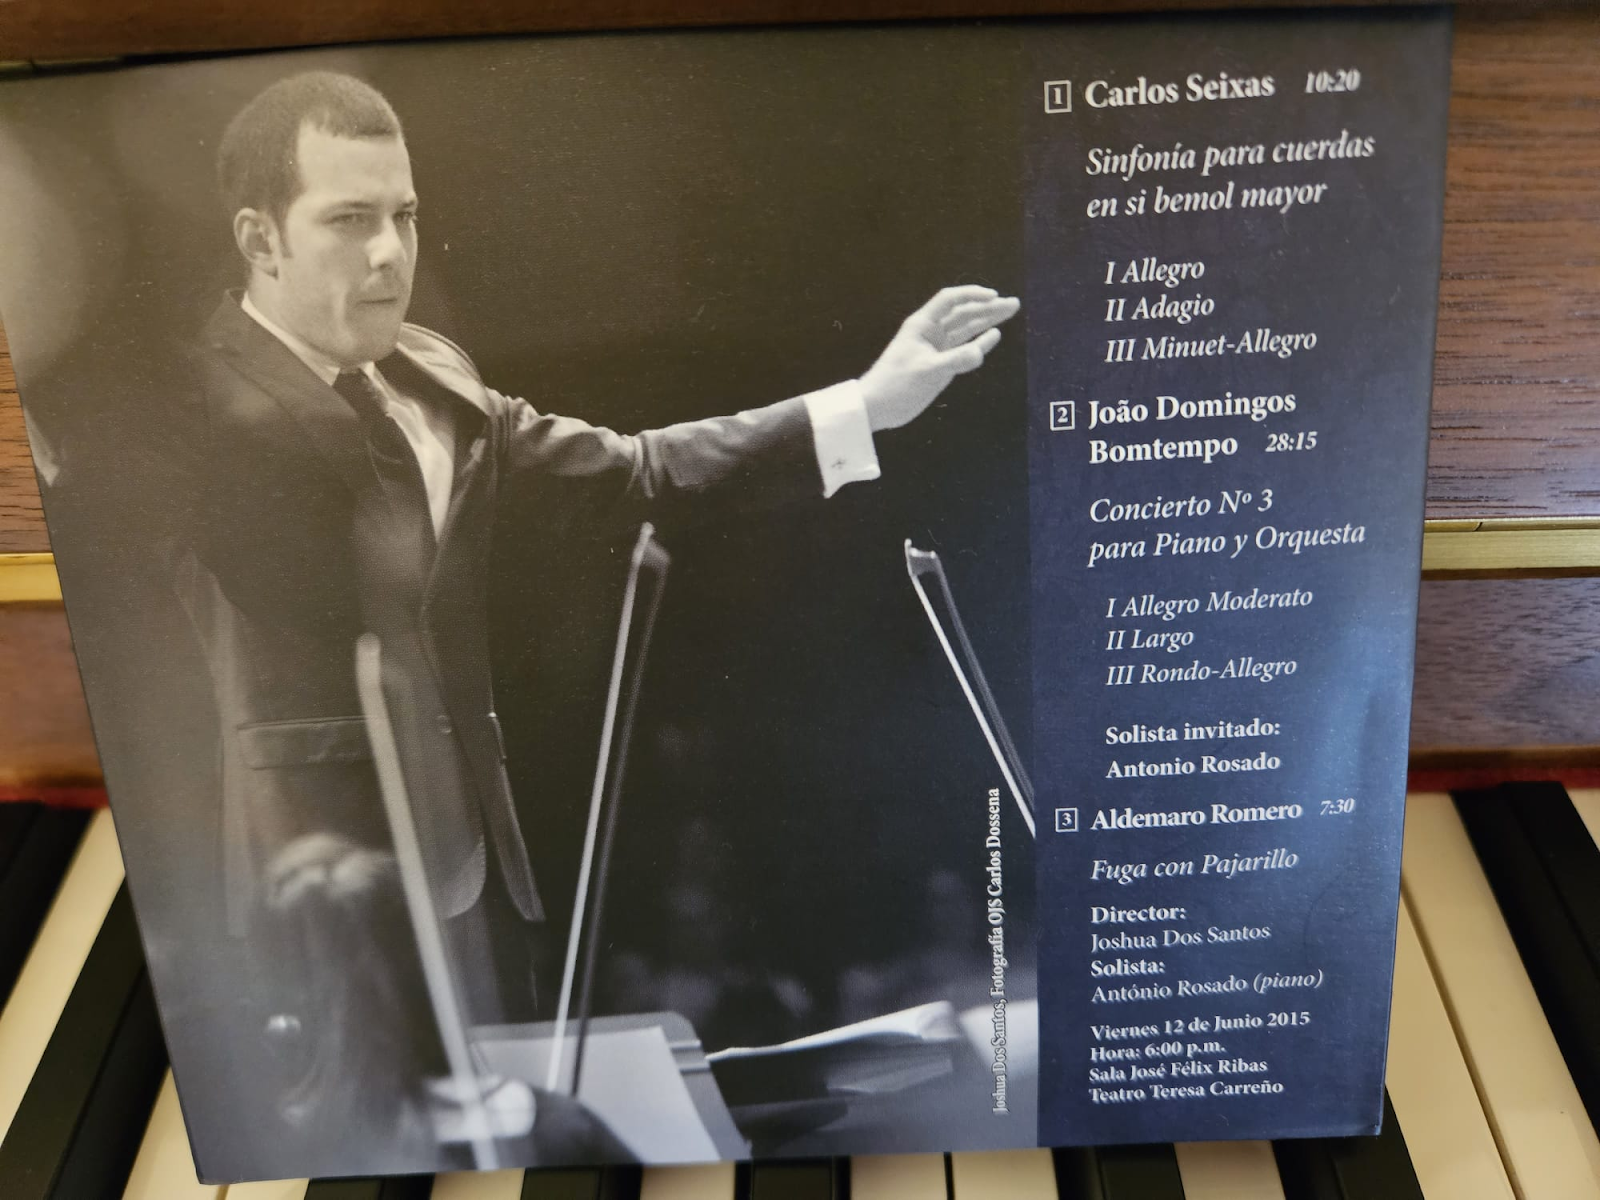 1 Carlos Seixas 10:20
Sinfonía para cuerdas
en si bemol mayor
I Allegro
II Adagio
III Minuet-Allegro
2 João Domingos
Bomtempo 28:15
Concierto Nº 3
para Piano y Orquesta
I Allegro Moderato
II Largo
III Rondo-Allegro
Solista invitado:
Antonio Rosado
3 Aldemaro Romero 7:30
Fuga con Pajarillo
Director:
Joshua Dos Santos
Solista:
António Rosado (piano)
Viernes 12 de Junio 2015
Hora: 6:00 p.m.
Sala José Félix Ribas
Teatro Teresa Carreño
Joshua Dos Santos, Fotografía OJS Carlos Dossena